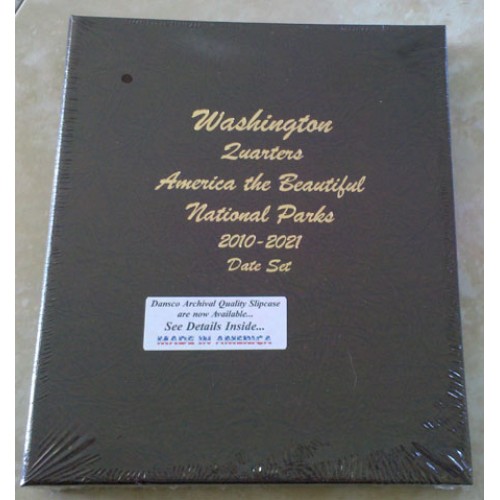 Washington
Quarters
America the Beautiful
National Parks
2010-2021
Date Set
Dansco Archival Quality Slipcase
are now Available...
See Details Inside...
MADE IN AMERICA